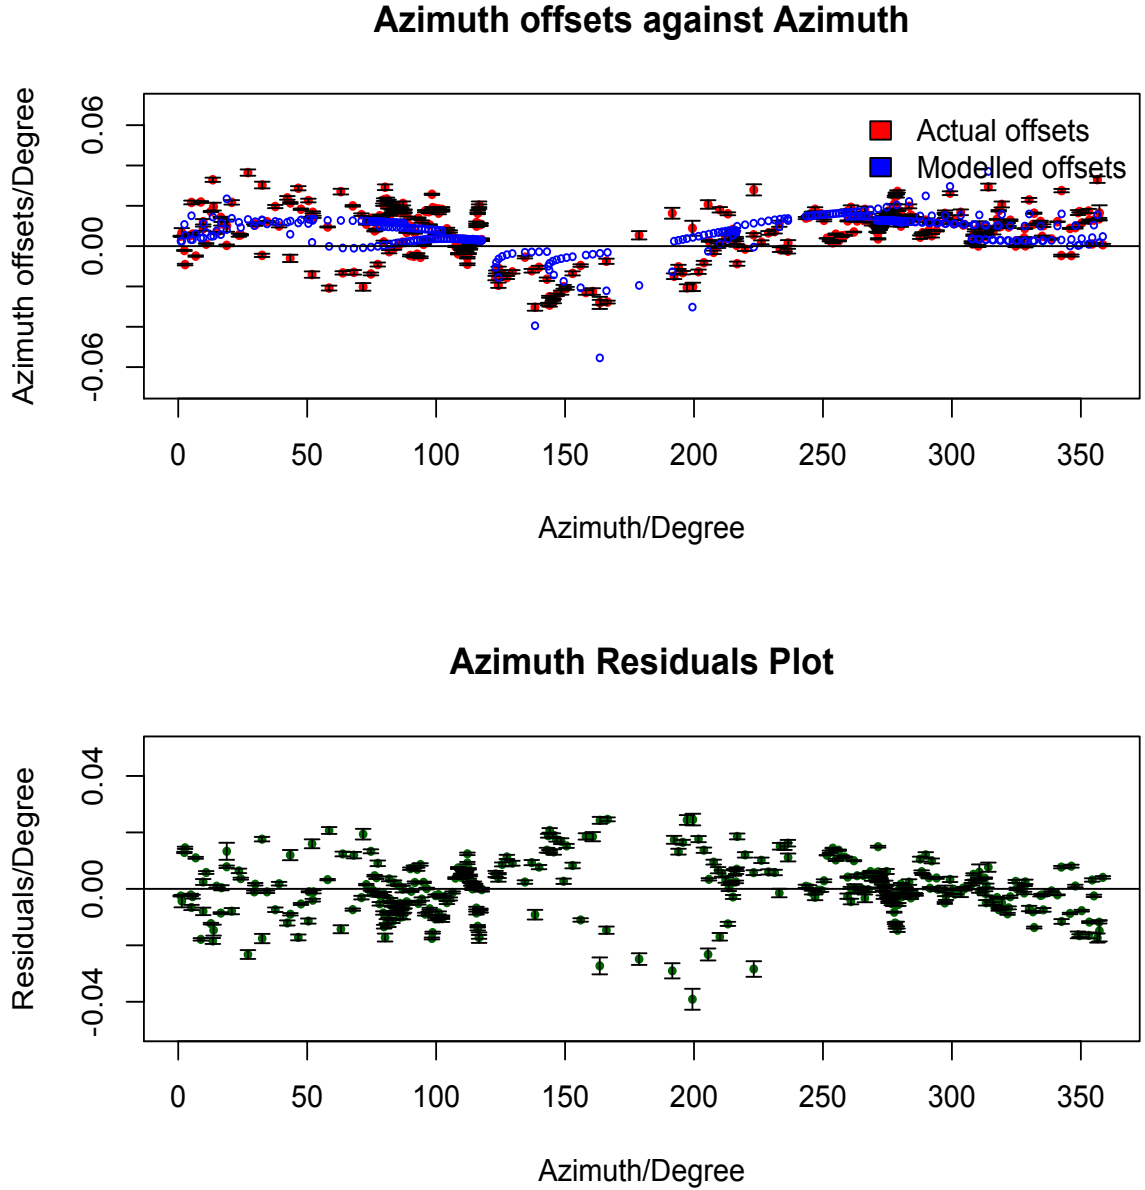 Azimuth offsets against Azimuth
Azimuth offsets/Degree
0.06
0.00
-0.06
Actual offsets
Modelled offsets
0 50 100 150 200 250 300 350
Azimuth/Degree
Azimuth Residuals Plot
Residuals/Degree
0.04
0.00
-0.04
0 50 100 150 200 250 300 350
Azimuth/Degree